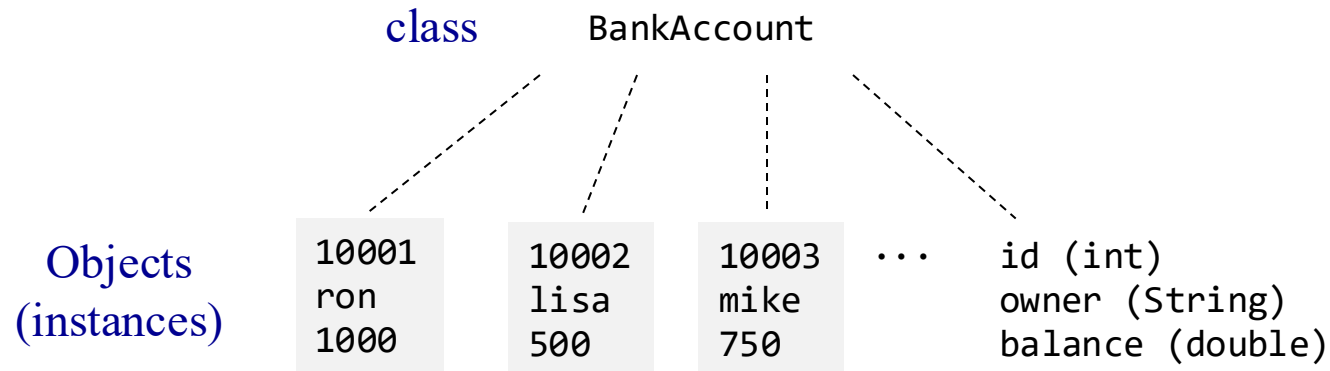 class BankAccount
Objects
(instances)
10001
ron
1000
10002
lisa
500
10003
mike
750
...
id (int)
owner (String)
balance (double)